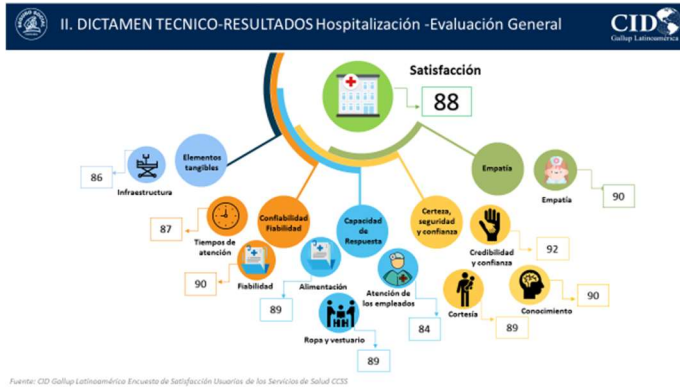 II. DICTAMEN TECNICO-RESULTADOS Hospitalización -Evaluación General
CID
Gallup Latinoamérica
Satisfacción
88
Elementos
tangibles
86
Infraestructura
Empatía
Empatía
90
87
Tiempos de
atención
Confiabilidad
Fiabilidad
90
Fiabilidad
Capacidad
de
Respuesta
Alimentación
89
Ropa y vestuario
89
Atención de
los empleados
84
Certeza,
seguridad
y confianza
Credibilidad
y confianza
92
Cortesía
89
Conocimiento
90
Fuente: CID Gallup Latinoamérica Encuesta de Satisfacción Usuarios de los Servicios de Salud CCSS